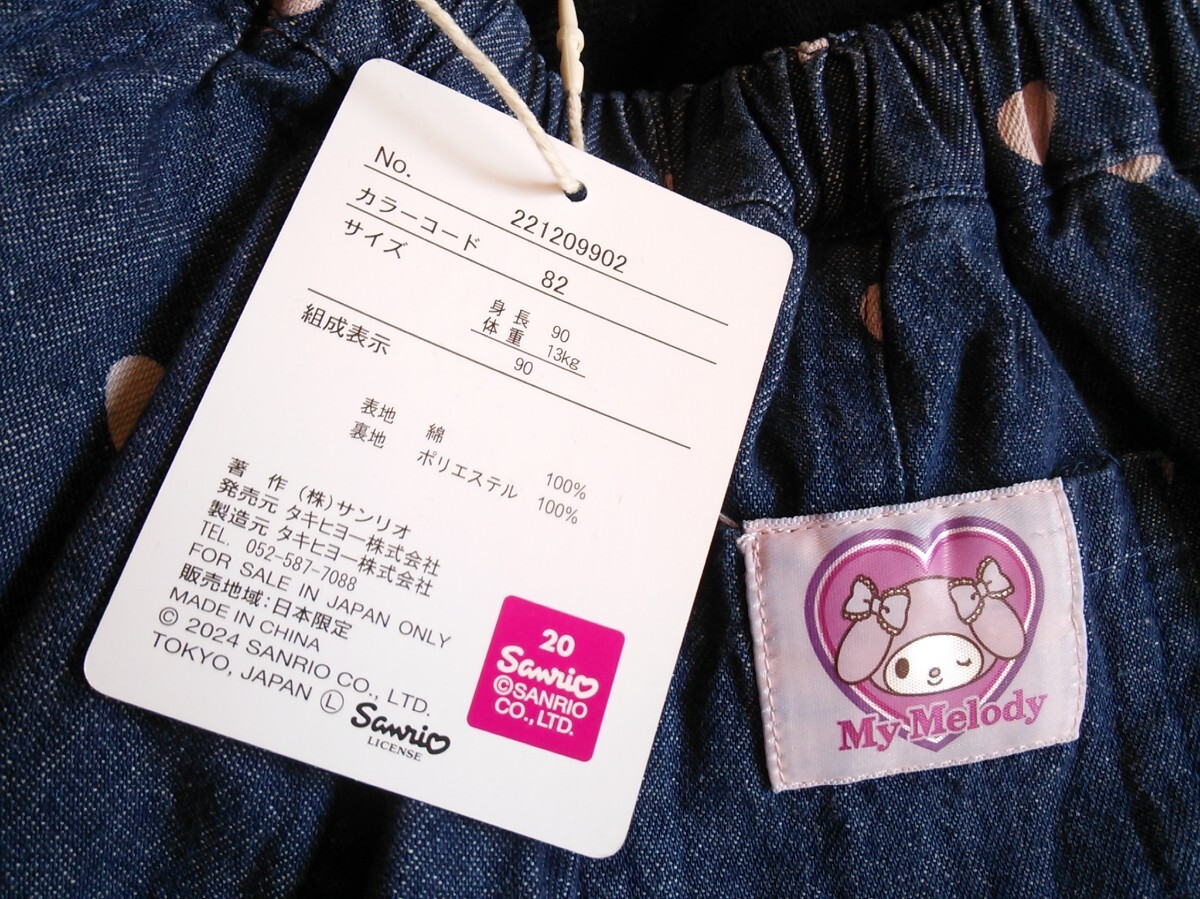 No. 221209902
カラーコード 82
サイズ
身長 90
体重 13kg
90
組成表示
表地 綿 100%
裏地 ポリエステル 100%
著 作 (株)サンリオ
発売元 タキヒヨー株式会社
製造元 タキヒヨー株式会社
TEL. 052-587-7088
FOR SALE IN JAPAN ONLY
販売地域:日本限定
MADE IN CHINA
© 2024 SANRIO CO., LTD.
TOKYO, JAPAN Ⓛ
Sanrio
LICENSE
20
Sanrio
©SANRIO
CO., LTD.
My Melody